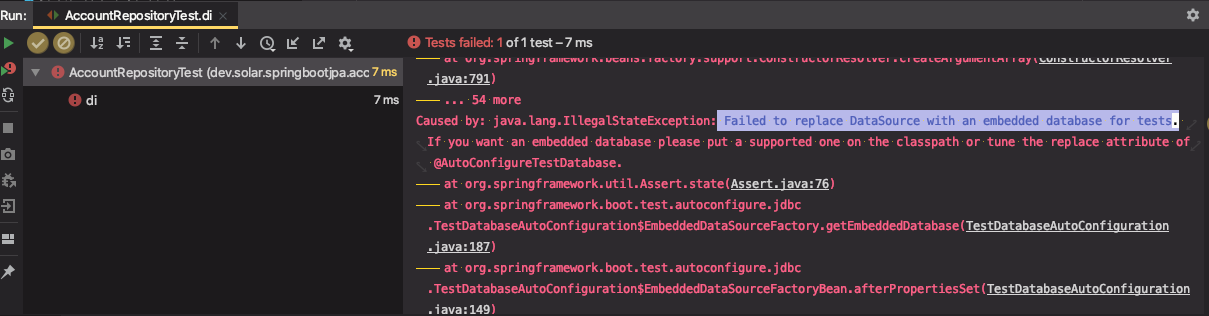 Run:
AccountRepositoryTest.di
Tests failed: 1 of 1 test – 7 ms
AccountRepositoryTest (dev.solar.springbootjpa.acc 7 ms
di 7 ms
at org.springframework.beans.factory.support.ConstructorResolver.createArgumentArray(ConstructorResolver
.java:791)
... 54 more
Caused by: java.lang.IllegalStateException: Failed to replace DataSource with an embedded database for tests.
If you want an embedded database please put a supported one on the classpath or tune the replace attribute of
@AutoConfigureTestDatabase.
at org.springframework.util.Assert.state(Assert.java:76)
at org.springframework.boot.test.autoconfigure.jdbc
.TestDatabaseAutoConfiguration$EmbeddedDataSourceFactory.getEmbeddedDatabase(TestDatabaseAutoConfiguration
.java:187)
at org.springframework.boot.test.autoconfigure.jdbc
.TestDatabaseAutoConfiguration$EmbeddedDataSourceFactoryBean.afterPropertiesSet(TestDatabaseAutoConfiguration
.java:149)